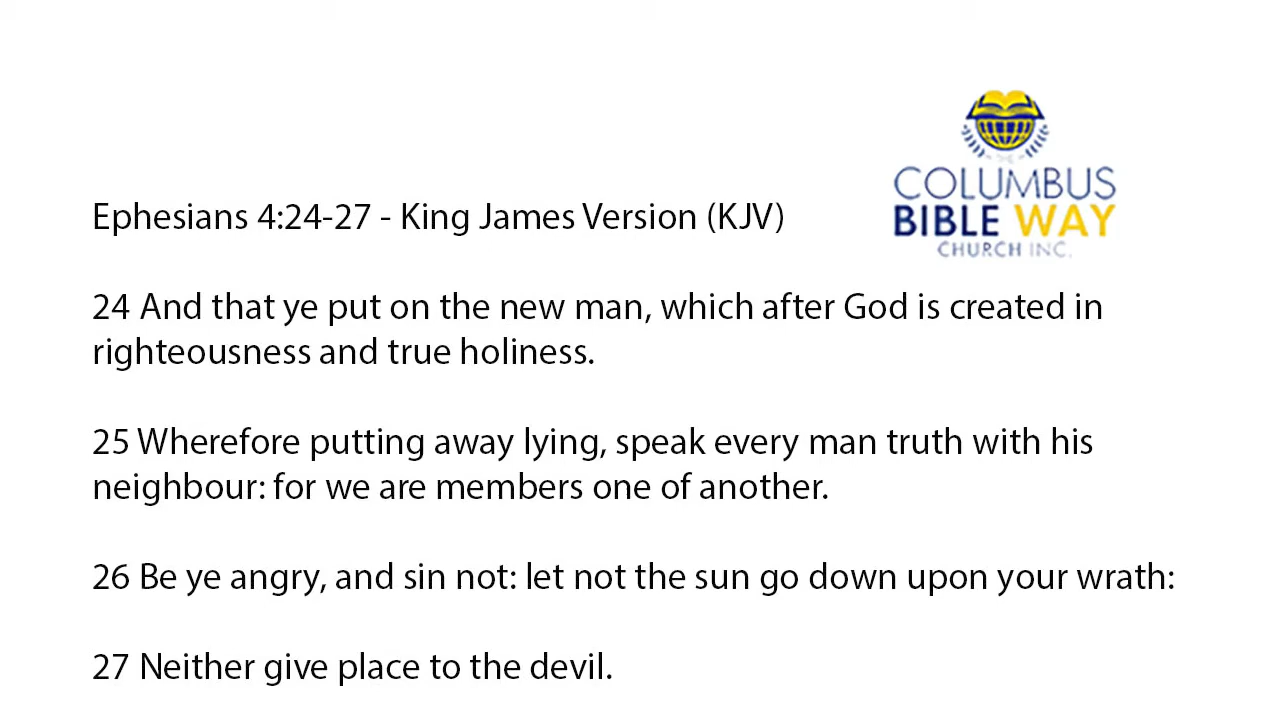 COLUMBUS
BIBLE WAY
CHURCH INC.
Ephesians 4:24-27 - King James Version (KJV)
24 And that ye put on the new man, which after God is created in
righteousness and true holiness.
25 Wherefore putting away lying, speak every man truth with his
neighbour: for we are members one of another.
26 Be ye angry, and sin not: let not the sun go down upon your wrath:
27 Neither give place to the devil.